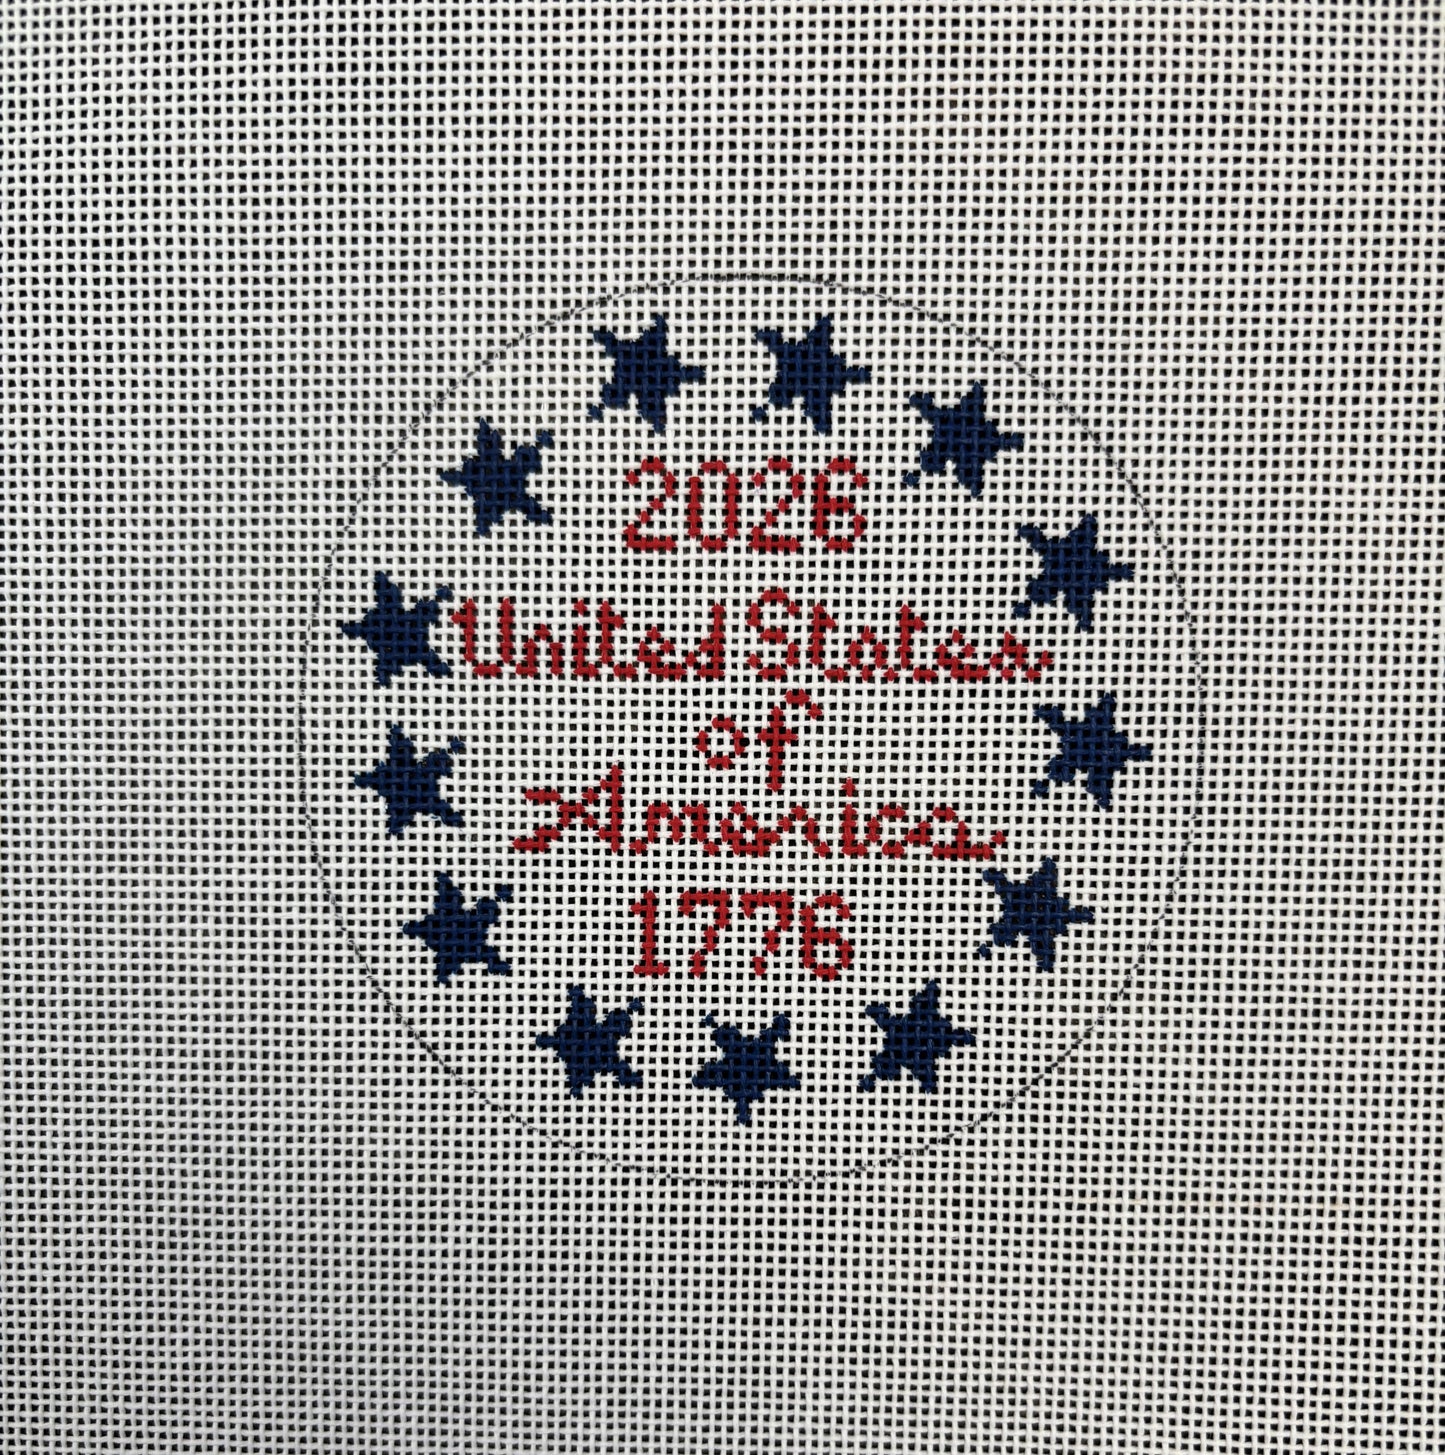 2026
United States
of
America
1776